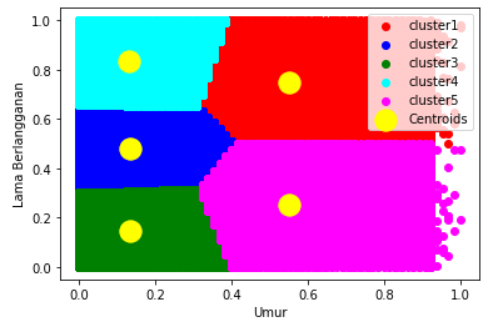 1.0
0.8
0.6
0.4
0.2
0.0
Lama Berlangganan
cluster1
cluster2
cluster3
cluster4
cluster5
Centroids
0.0 0.2 0.4 0.6 0.8 1.0
Umur